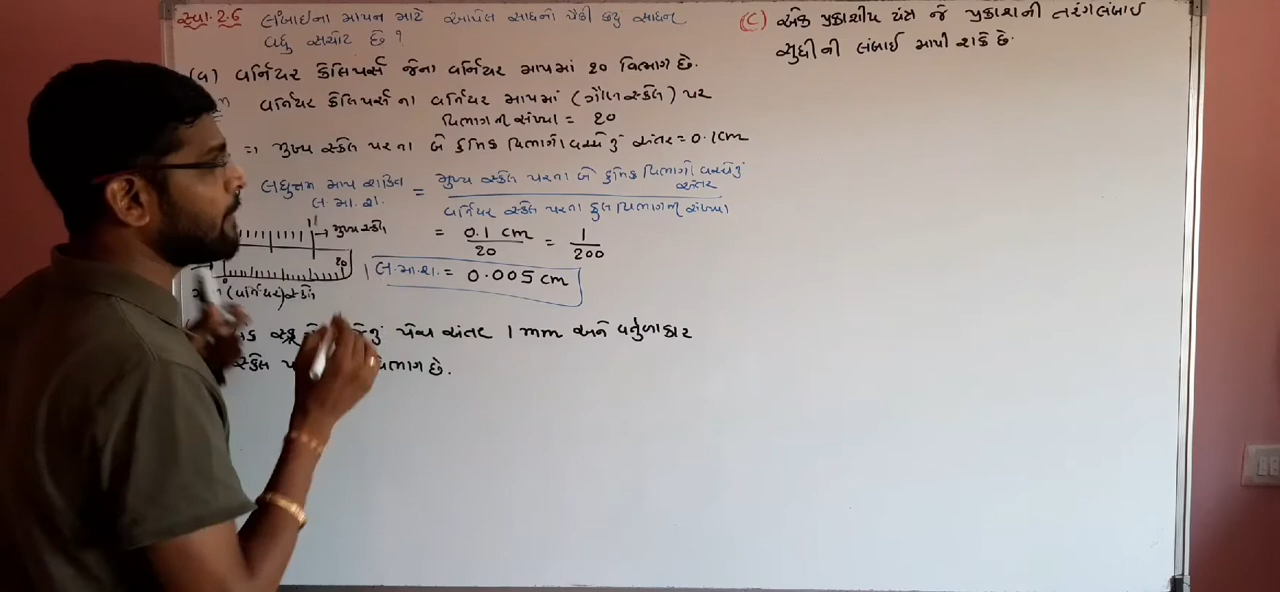 સ્વા. 2.6 લંબાઈના માપન માટે આપેલ સાધનો પૈકી કયુ સાધન
વધુ સચોટ છે ?
(a) વર્નિયર કેલિપર્સ જેના વર્નિયર માપમાં 20 વિભાગ છે.
વર્નિયર કેલિપર્સ ના વર્નિયર માપમાં (ગૌણ સ્કેલ) પર
વિભાગ ની સંખ્યા = 20
⇒ મુખ્ય સ્કેલ પરના બે ક્રમિક વિભાગો વચ્ચેનું અંતર = 0.1cm
લઘુત્તમ માપ શક્તિ = મુખ્ય સ્કેલ પરના બે ક્રમિક વિભાગો વચ્ચેનું અંતર
લ. મા. શ. વર્નિયર સ્કેલ પરના કુલ વિભાગની સંખ્યા
= 0.1 cm / 20 = 1 / 200
લ.મા.શ. = 0.005 cm
→ મુખ્ય સ્કેલ
20
0
(વર્નિયર) સ્કેલ
પેચ અંતર 1 mm અને વર્તુળાકાર
સ્કેલ વિભાગ છે.
(C) એક પ્રકાશીય યંત્ર જે પ્રકાશની તરંગલંબાઈ
સુધીની લંબાઈ માપી શકે છે.